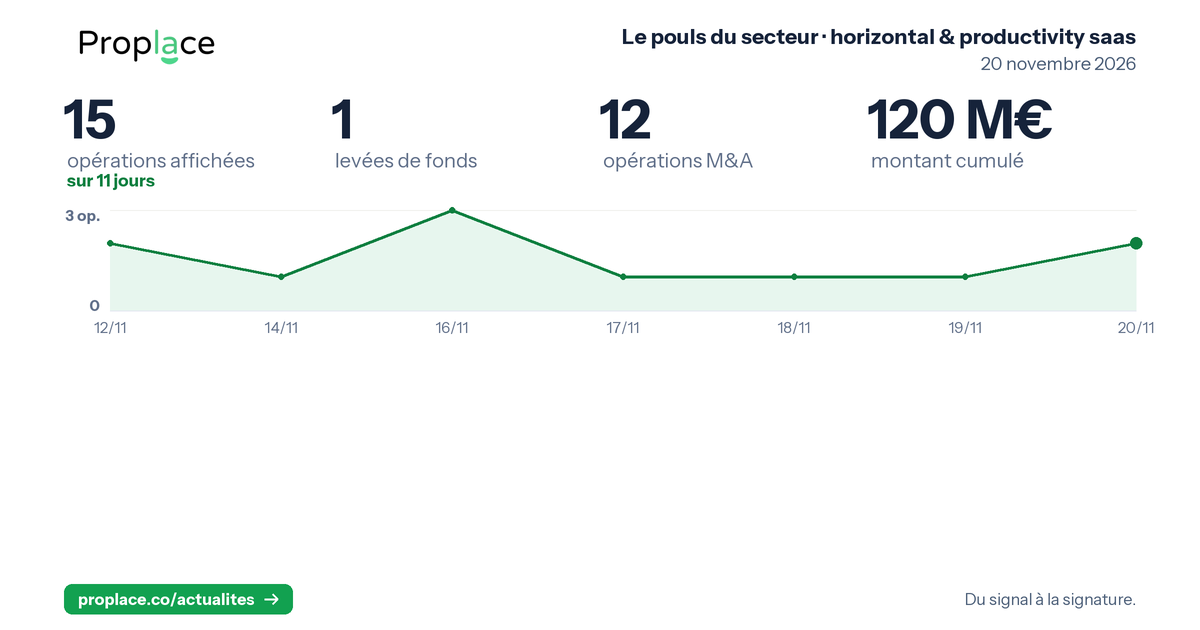 Proplace
Le pouls du secteur · horizontal & productivity saas
20 novembre 2026
15
opérations affichées
sur 11 jours
1
levées de fonds
12
opérations M&A
120 M€
montant cumulé
3 op.
0
12/11 14/11 16/11 17/11 18/11 19/11 20/11
proplace.co/actualites →
Du signal à la signature.